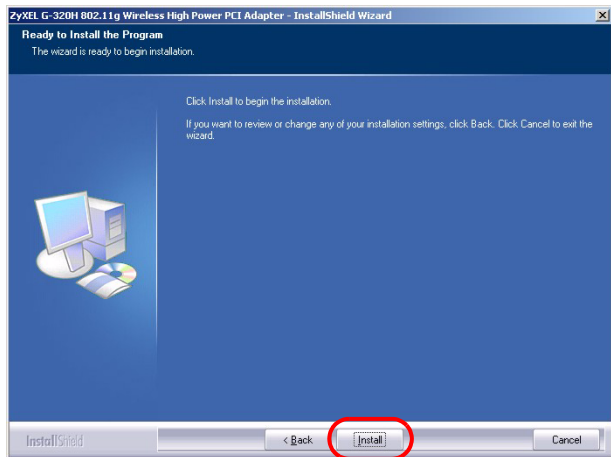 ZyXEL G-320H 802.11g Wireless High Power PCI Adapter - InstallShield Wizard
Ready to Install the Program
The wizard is ready to begin installation.
Click Install to begin the installation.
If you want to review or change any of your installation settings, click Back. Click Cancel to exit the
wizard.
InstallShield
< Back
Install
Cancel